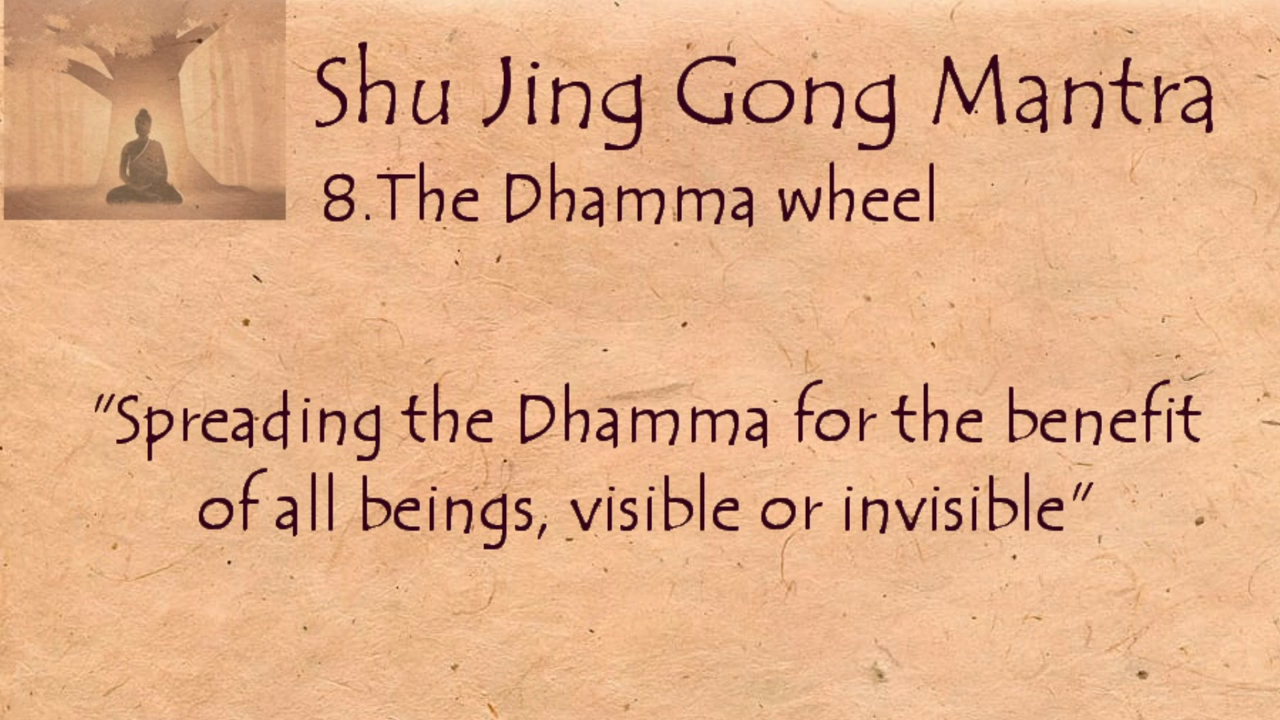 Shu Jing Gong Mantra
8.The Dhamma wheel
"Spreading the Dhamma for the benefit
of all beings, visible or invisible"